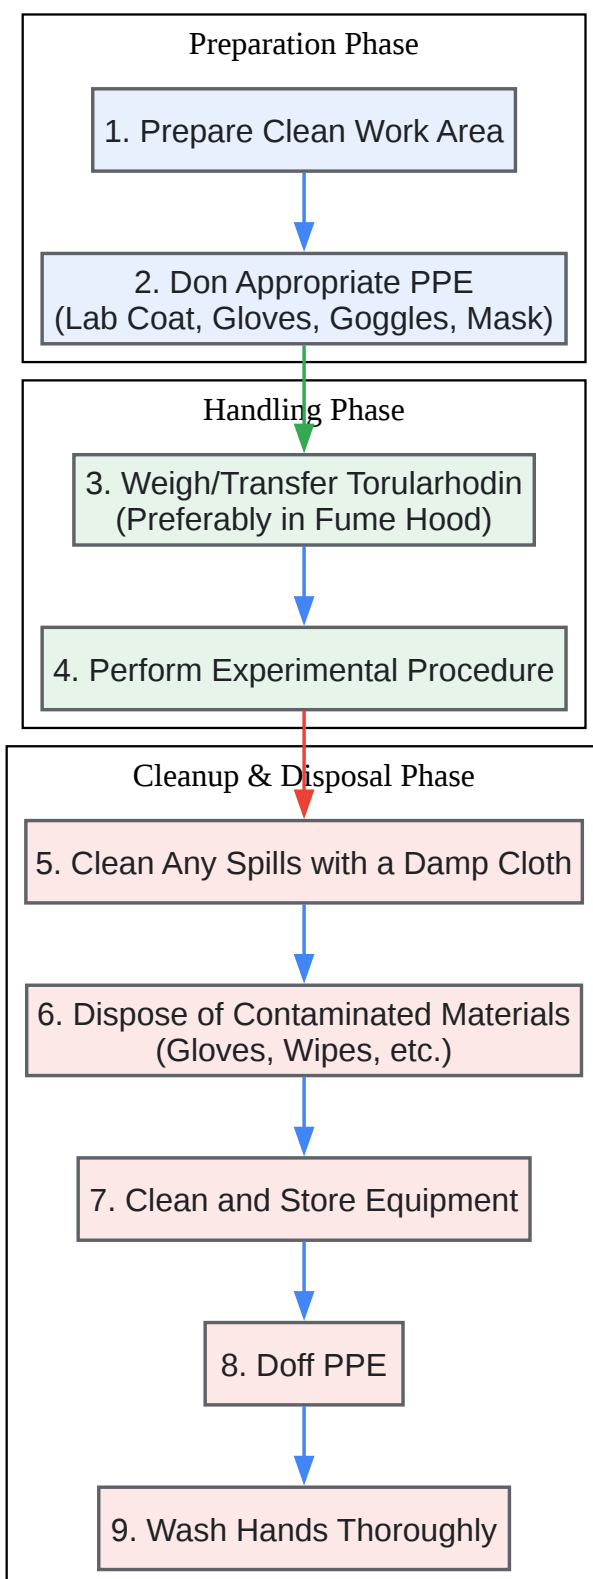 Preparation Phase
1. Prepare Clean Work Area
2. Don Appropriate PPE
(Lab Coat, Gloves, Goggles, Mask)
Handling Phase
3. Weigh/Transfer Torularhodin
(Preferably in Fume Hood)
4. Perform Experimental Procedure
Cleanup & Disposal Phase
5. Clean Any Spills with a Damp Cloth
6. Dispose of Contaminated Materials
(Gloves, Wipes, etc.)
7. Clean and Store Equipment
8. Doff PPE
9. Wash Hands Thoroughly